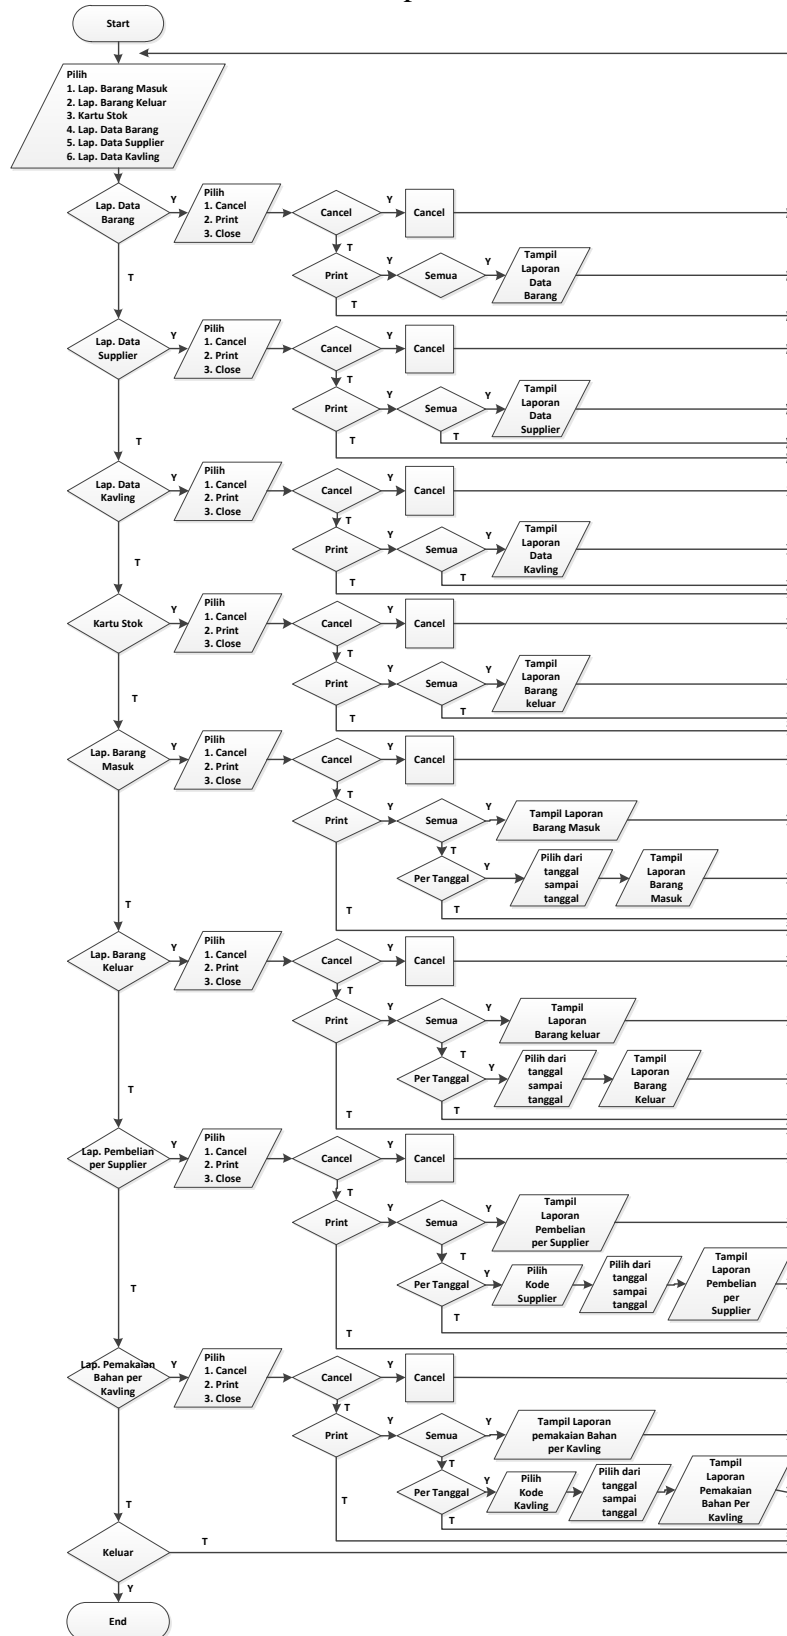 Start
Pilih
1. Lap. Barang Masuk
2. Lap. Barang Keluar
3. Kartu Stok
4. Lap. Data Barang
5. Lap. Data Supplier
6. Lap. Data Kavling
Lap. Data
Barang
Y
Pilih
1. Cancel
2. Print
3. Close
Cancel
Y
Cancel
T
Print
Y
Semua
Y
Tampil
Laporan
Data
Barang
T
T
Lap. Data
Supplier
Y
Pilih
1. Cancel
2. Print
3. Close
Cancel
Y
Cancel
T
Print
Y
Semua
Y
Tampil
Laporan
Data
Supplier
T
T
T
Lap. Data
Kavling
Y
Pilih
1. Cancel
2. Print
3. Close
Cancel
Y
Cancel
T
Print
Y
Semua
Y
Tampil
Laporan
Data
Kavling
T
T
T
Kartu Stok
Y
Pilih
1. Cancel
2. Print
3. Close
Cancel
Y
Cancel
T
Print
Y
Semua
Y
Tampil
Laporan
Barang
keluar
T
T
T
Lap. Barang
Masuk
Y
Pilih
1. Cancel
2. Print
3. Close
Cancel
Y
Cancel
T
Print
Y
Semua
Y
Tampil Laporan
Barang Masuk
T
Per Tanggal
Y
Pilih dari
tanggal
sampai
tanggal
Tampil
Laporan
Barang
Masuk
T
T
T
Lap. Barang
Keluar
Y
Pilih
1. Cancel
2. Print
3. Close
Cancel
Y
Cancel
T
Print
Y
Semua
Y
Tampil
Laporan
Barang keluar
T
Per Tanggal
Y
Pilih dari
tanggal
sampai
tanggal
Tampil
Laporan
Barang
Keluar
T
T
T
Lap. Pembelian
per Supplier
Y
Pilih
1. Cancel
2. Print
3. Close
Cancel
Y
Cancel
T
Print
Y
Semua
Y
Tampil
Laporan
Pembelian
per Supplier
T
Per Tanggal
Y
Pilih
Kode
Supplier
Pilih dari
tanggal
sampai
tanggal
Tampil
Laporan
Pembelian
per
Supplier
T
T
T
Lap. Pemakaian
Bahan per
Kavling
Y
Pilih
1. Cancel
2. Print
3. Close
Cancel
Y
Cancel
T
Print
Y
Semua
Y
Tampil Laporan
pemakaian Bahan
per Kavling
T
Per Tanggal
Y
Pilih
Kode
Kavling
Pilih dari
tanggal
sampai
tanggal
Tampil
Laporan
Pemakaian
Bahan Per
Kavling
T
T
T
Keluar
T
Y
End